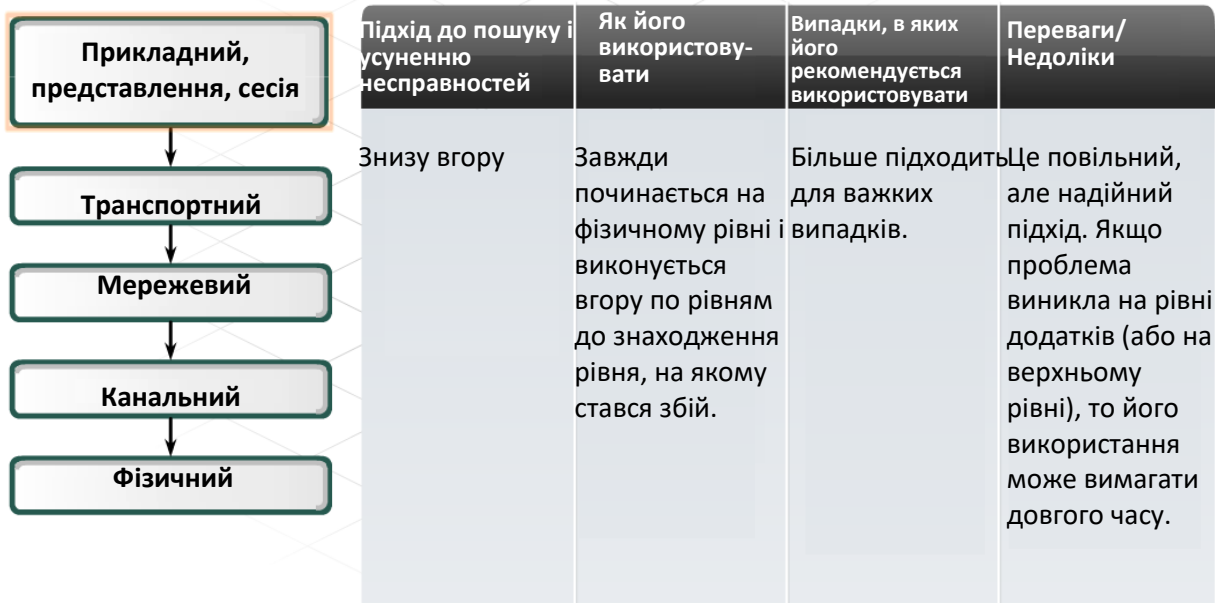 Прикладний,
представлення, сесія
Транспортний
Мережевий
Канальний
Фізичний
Підхід до пошуку і
усуненню
несправностей
Як його
використову-
вати
Випадки, в яких
його
рекомендується
використовувати
Переваги/
Недоліки
Знизу вгору
Завжди
починається на
фізичному рівні і
виконується
вгору по рівням
до знаходження
рівня, на якому
стався збій.
Більше підходить
для важких
випадків.
Це повільний,
але надійний
підхід. Якщо
проблема
виникла на рівні
додатків (або на
верхньому
рівні), то його
використання
може вимагати
довгого часу.